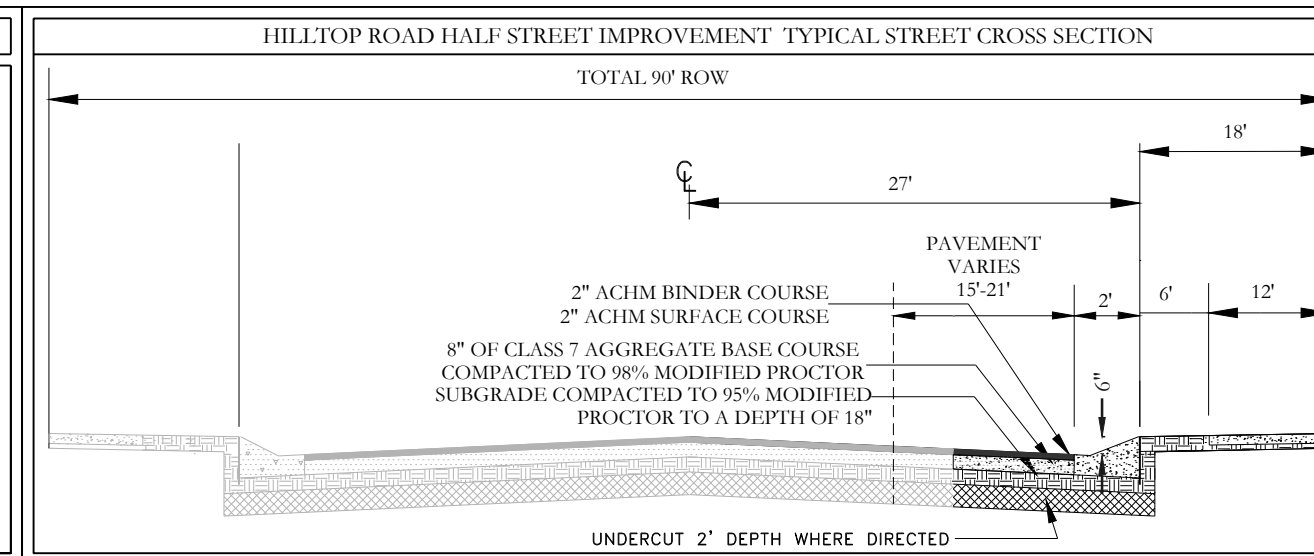 HILLTOP ROAD HALF STREET IMPROVEMENT TYPICAL STREET CROSS SECTION
TOTAL 90' ROW
18'
℄
27'
PAVEMENT
VARIES
15'-21'
2'
6'
12'
2" ACHM BINDER COURSE
2" ACHM SURFACE COURSE
8" OF CLASS 7 AGGREGATE BASE COURSE
COMPACTED TO 98% MODIFIED PROCTOR
SUBGRADE COMPACTED TO 95% MODIFIED
PROCTOR TO A DEPTH OF 18"
6"
UNDERCUT 2' DEPTH WHERE DIRECTED